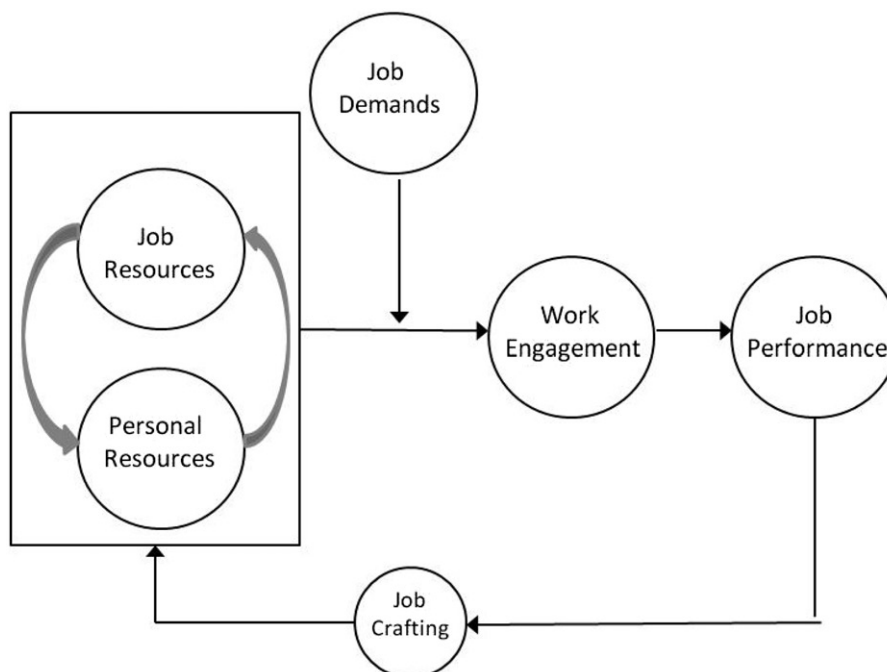 Job
Demands
Job
Resources
Personal
Resources
Work
Engagement
Job
Performance
Job
Crafting